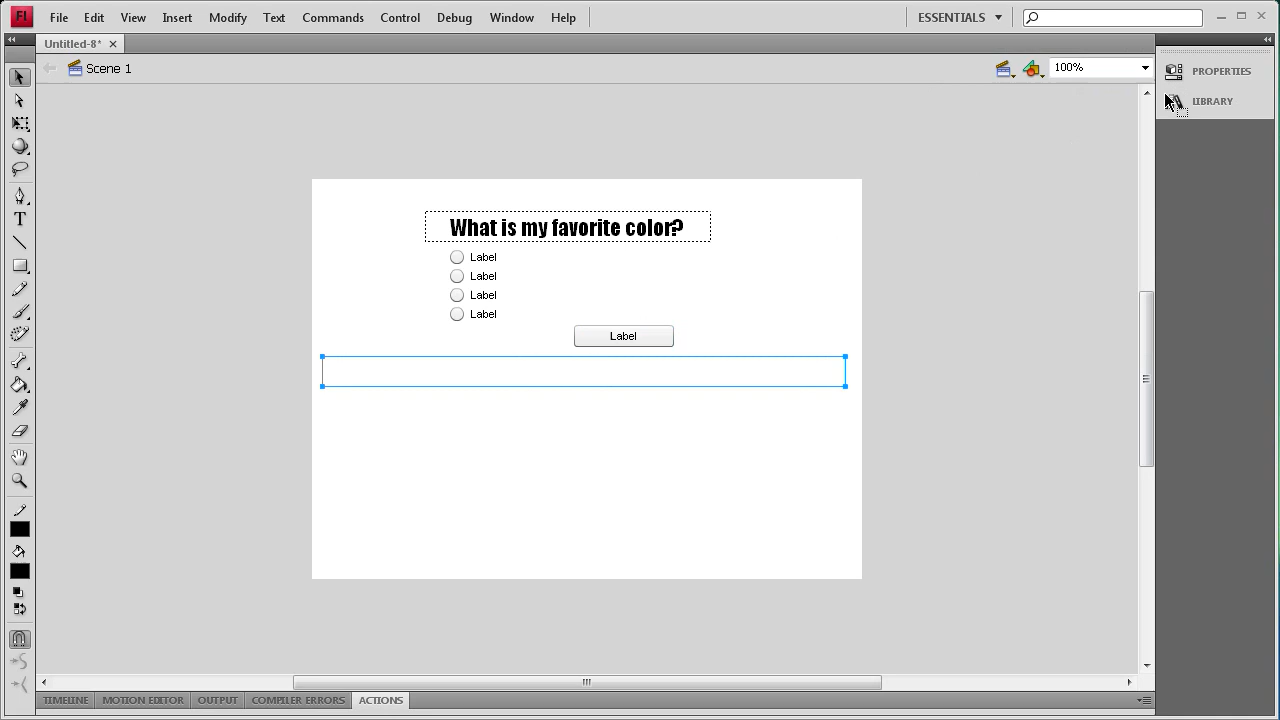 Fl File Edit View Insert Modify Text Commands Control Debug Window Help ESSENTIALS
Untitled-8*
Scene 1 100%
PROPERTIES
LIBRARY
What is my favorite color?
Label
Label
Label
Label
Label
TIMELINE MOTION EDITOR OUTPUT COMPILER ERRORS ACTIONS